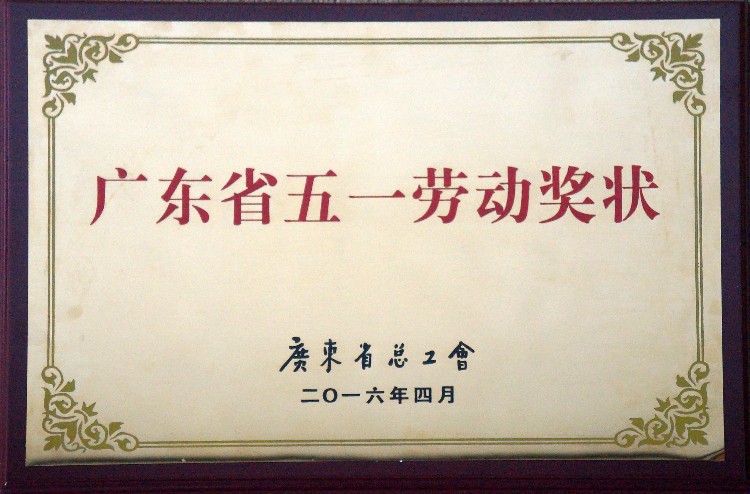 广东省五一劳动奖状
廣東省总工會
二〇一六年四月